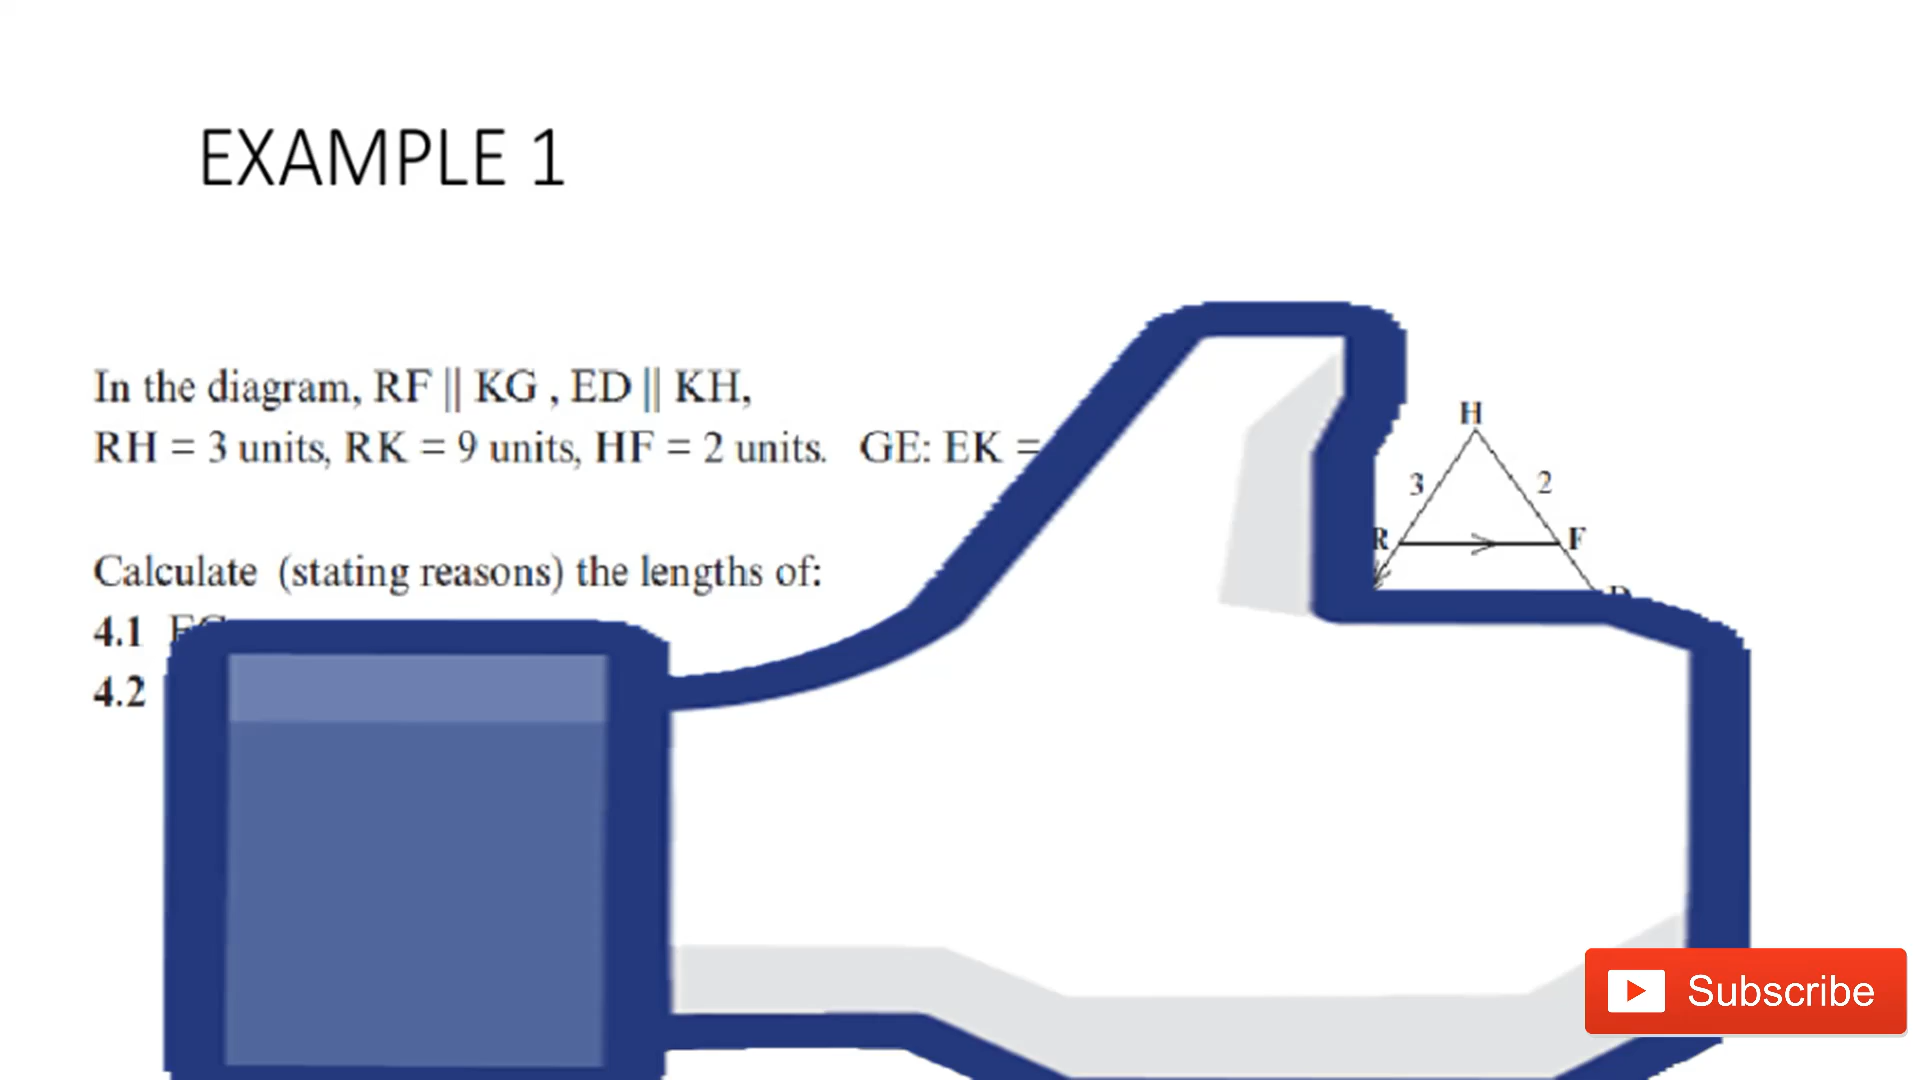 EXAMPLE 1
In the diagram, RF || KG , ED || KH,
RH = 3 units, RK = 9 units, HF = 2 units. GE: EK =
Calculate (stating reasons) the lengths of:
4.1
4.2
H
3
2
R
F
Subscribe